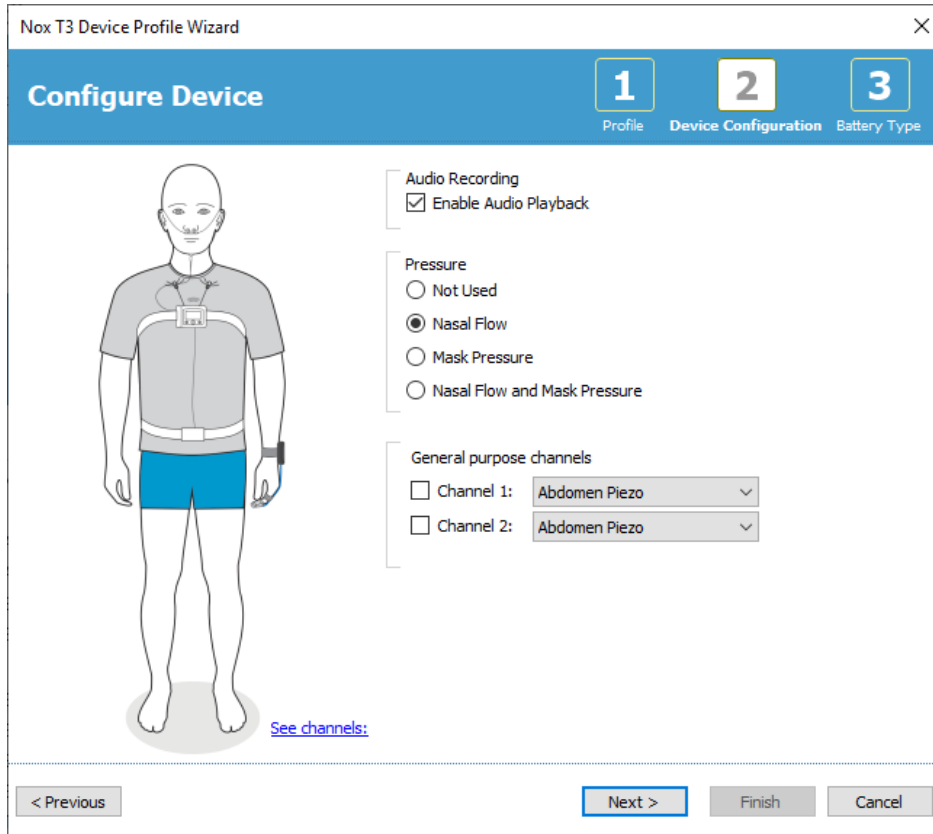 Nox T3 Device Profile Wizard
Configure Device
1
Profile
2
Device Configuration
3
Battery Type
Audio Recording
Enable Audio Playback
Pressure
Not Used
Nasal Flow
Mask Pressure
Nasal Flow and Mask Pressure
General purpose channels
Channel 1: Abdomen Piezo
Channel 2: Abdomen Piezo
See channels:
< Previous
Next >
Finish
Cancel